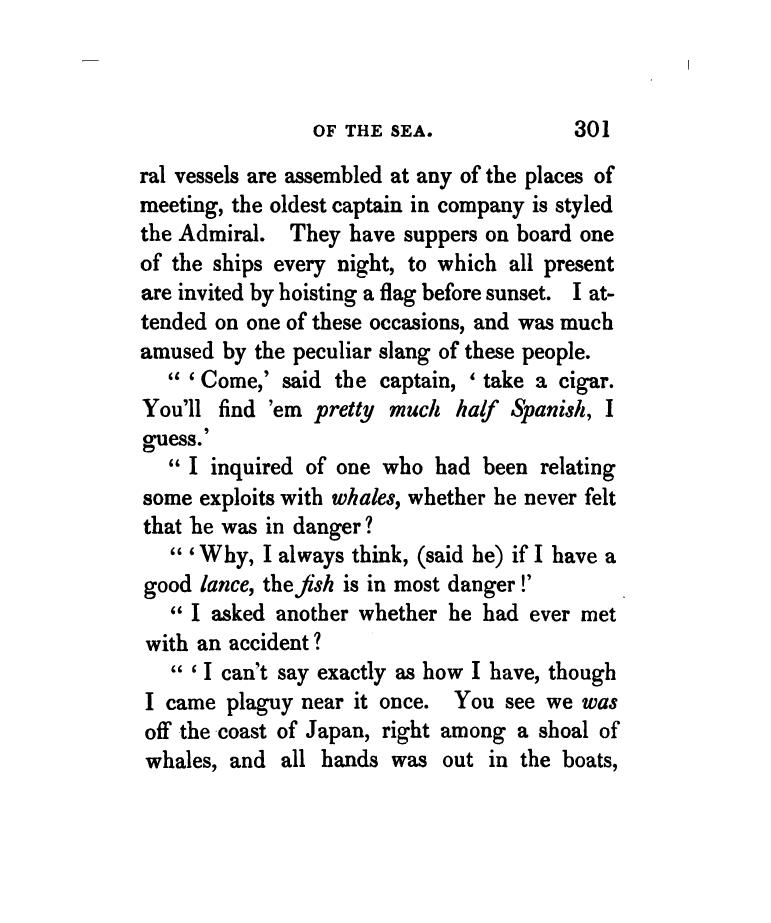 OF THE SEA. 301
ral vessels are assembled at any of the places of
meeting, the oldest captain in company is styled
the Admiral. They have suppers on board one
of the ships every night, to which all present
are invited by hoisting a flag before sunset. I at-
tended on one of these occasions, and was much
amused by the peculiar slang of these people.
“ ‘ Come,’ said the captain, ‘ take a cigar.
You’ll find ’em pretty much half Spanish, I
guess.’
“ I inquired of one who had been relating
some exploits with whales, whether he never felt
that he was in danger?
“ ‘ Why, I always think, (said he) if I have a
good lance, the fish is in most danger!’
“ I asked another whether he had ever met
with an accident?
“ ‘ I can’t say exactly as how I have, though
I came plaguy near it once. You see we was
off the coast of Japan, right among a shoal of
whales, and all hands was out in the boats,